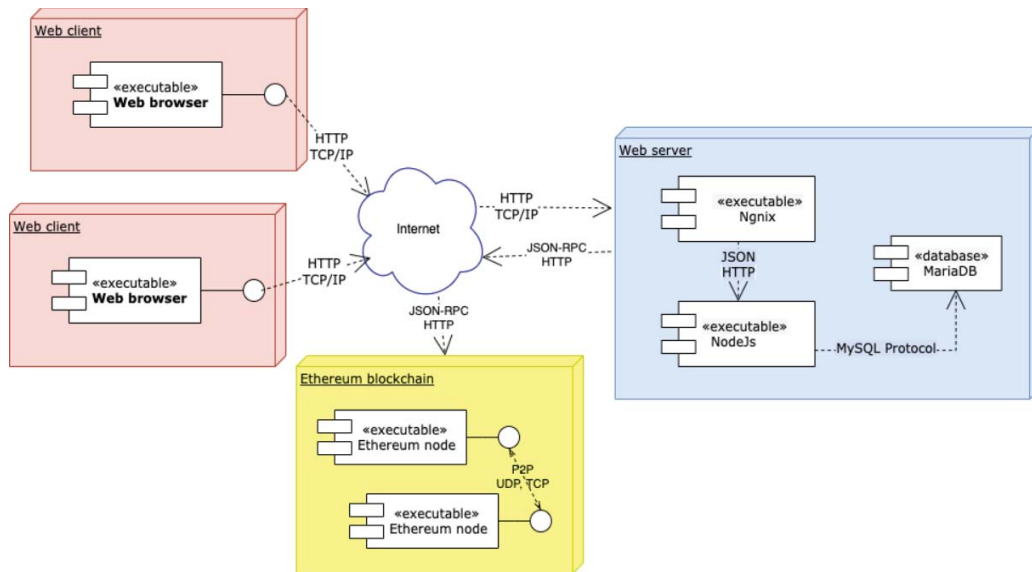 Web client
«executable»
Web browser
HTTP
TCP/IP
Web client
«executable»
Web browser
HTTP
TCP/IP
Internet
HTTP
TCP/IP
JSON-RPC
HTTP
JSON-RPC
HTTP
Web server
«executable»
Ngnix
JSON
HTTP
«executable»
NodeJs
MySQL Protocol
«database»
MariaDB
Ethereum blockchain
«executable»
Ethereum node
P2P
UDP, TCP
«executable»
Ethereum node